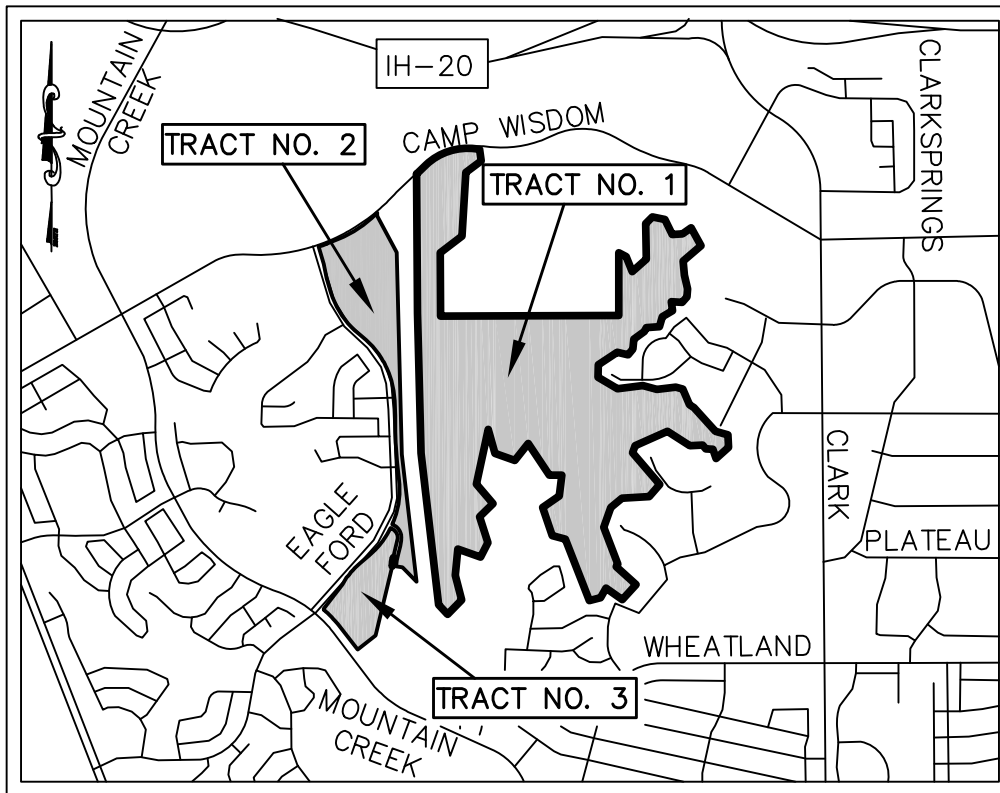 IH-20
MOUNTAIN
CREEK
CLARKSPRINGS
CAMP WISDOM
TRACT NO. 2
TRACT NO. 1
EAGLE
FORD
CLARK
PLATEAU
WHEATLAND
TRACT NO. 3
MOUNTAIN
CREEK